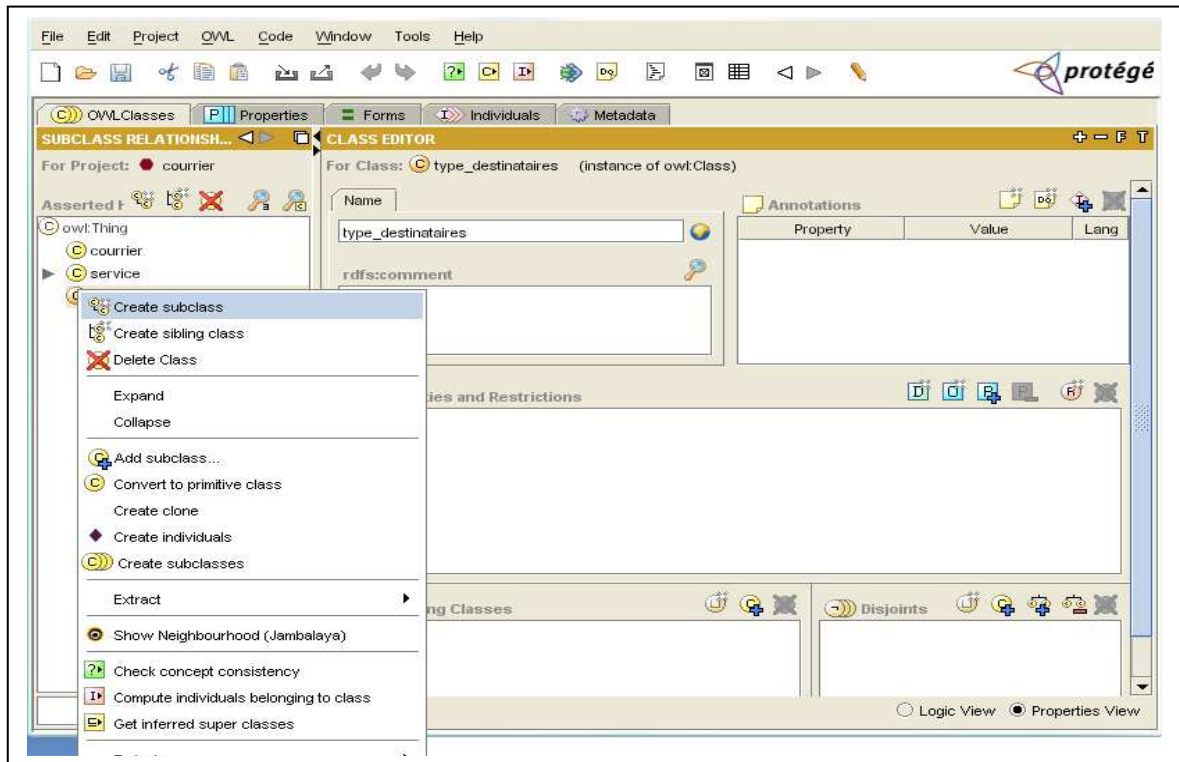 File Edit Project OWL Code Window Tools Help
protégé
OWLClasses Properties Forms Individuals Metadata
SUBCLASS RELATIONSH... CLASS EDITOR
For Project: courrier For Class: type_destinataires (instance of owl:Class)
Asserted
Name
Annotations
owl:Thing
type_destinataires
Property Value Lang
courrier
service
rdfs:comment
Create subclass
Create sibling class
Delete Class
Expand
ies and Restrictions
Collapse
Add subclass...
Convert to primitive class
Create clone
Create individuals
Create subclasses
Extract
ng Classes
Disjoints
Show Neighbourhood (Jambalaya)
Check concept consistency
Compute individuals belonging to class
Get inferred super classes
Logic View Properties View